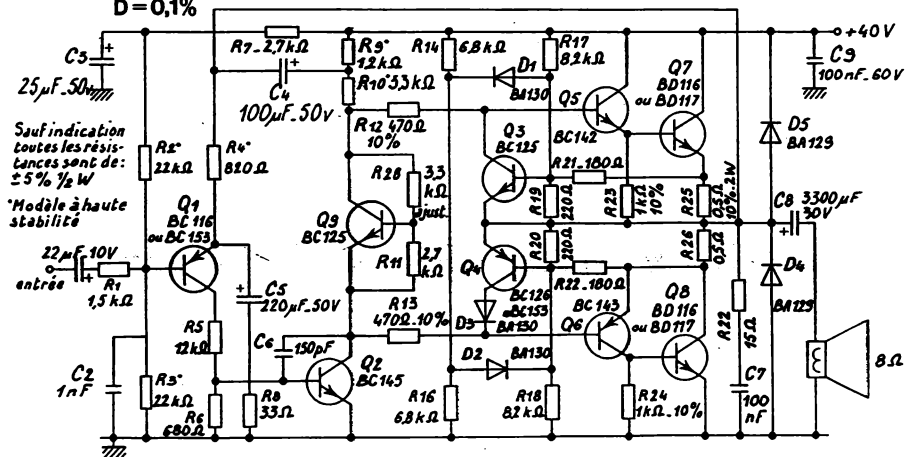 D=0,1%
C3
25µF_50v
R7_2,7kΩ
C4
100µF_50v
R9*
1,2kΩ
R10*3,3kΩ
R14
6,8kΩ
R17
8,2kΩ
D1
BA130
Q5
BC142
Q7
BD116
ou BD117
+40V
C9
100nF_60V
Sauf indication
toutes les résis-
tances sont de:
±5% ½W
*Modèle à haute
stabilité
R2*
22kΩ
R4*
820Ω
R12 470Ω
10%
Q3
BC125
R21_180Ω
D5
BA129
R28
3,3
kΩ
ajust.
R19
220Ω
R23
1kΩ
10%
R25
0,5Ω
10%_2W
C8
3300µF
30V
Q1
BC116
ou BC153
Q9
BC125
22µF_10V
entrée
R1
1,5kΩ
R11
2,7
kΩ
R20
220Ω
R26
0,5Ω
Q4
R22_180Ω
BC126
BC153
D4
BA129
C5
220µF_50V
R13
470Ω_10%
D3
BA130
Q6
BC143
Q8
BD116
ou BD117
R22
15Ω
R5
12kΩ
C6
150pF
Q2
BC145
D2
BA130
8Ω
C2
1nF
R3*
22kΩ
R6
680Ω
R8
33Ω
R16
6,8kΩ
R18
8,2kΩ
R24
1kΩ_10%
C7
100
nF